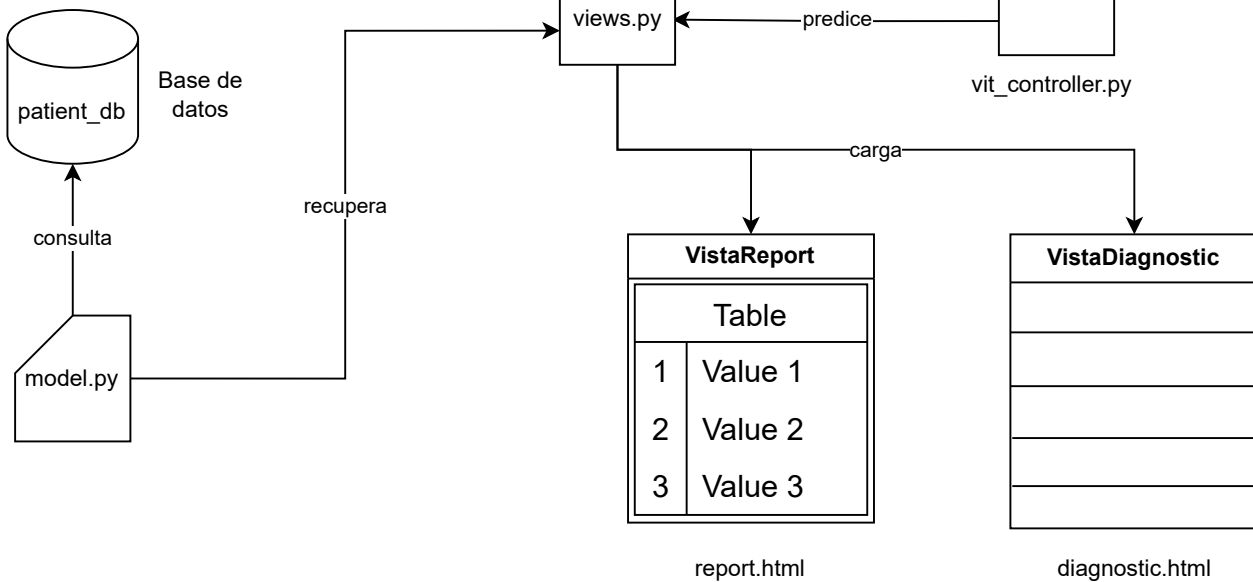 views.py
predice
vit_controller.py
Base de
datos
patient_db
carga
recupera
consulta
VistaReport
VistaDiagnostic
Table
model.py
1 Value 1
2 Value 2
3 Value 3
report.html
diagnostic.html